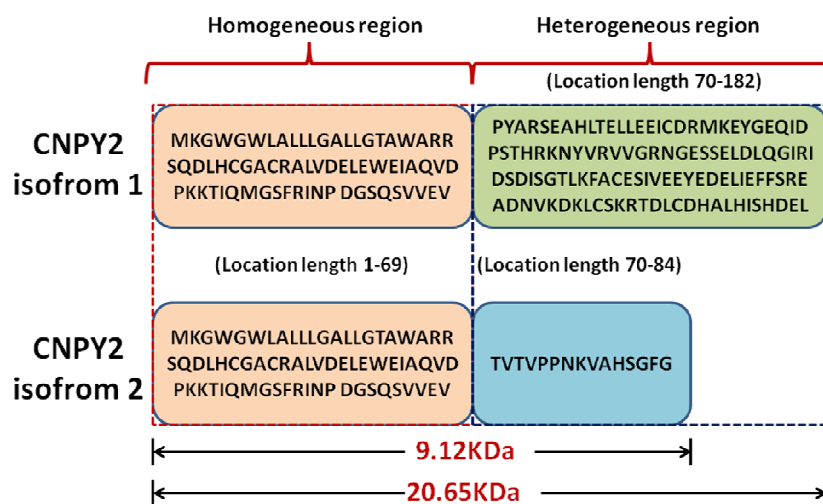 Homogeneous region
Heterogeneous region
(Location length 70-182)
CNPY2
isofrom 1
MKGWGWLALLLGALLGTAWARR
SQDLHCGACRALVDELEWEIAQVD
PKKTIQMGSFRINP DGSQSVVEV
PYARSEAHLTELLEEICDRMKEYGEQID
PSTHRKNYVRVVGRNGESSELDLQGIRI
DSDISGTLKFACESIVEEYEDELIEFFSRE
ADNVKDKLCSKRTDLCDHALHISHDEL
(Location length 1-69)
(Location length 70-84)
CNPY2
isofrom 2
MKGWGWLALLLGALLGTAWARR
SQDLHCGACRALVDELEWEIAQVD
PKKTIQMGSFRINP DGSQSVVEV
TVTVPPNKVAHSGFG
9.12KDa
20.65KDa